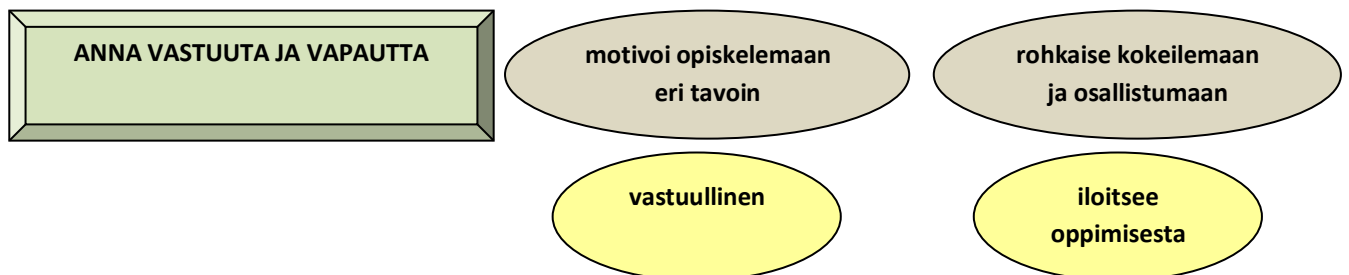 ANNA VASTUUTA JA VAPAUTTA
motivoi opiskelemaan
eri tavoin
rohkaise kokeilemaan
ja osallistumaan
vastuullinen
iloitsee
oppimisesta